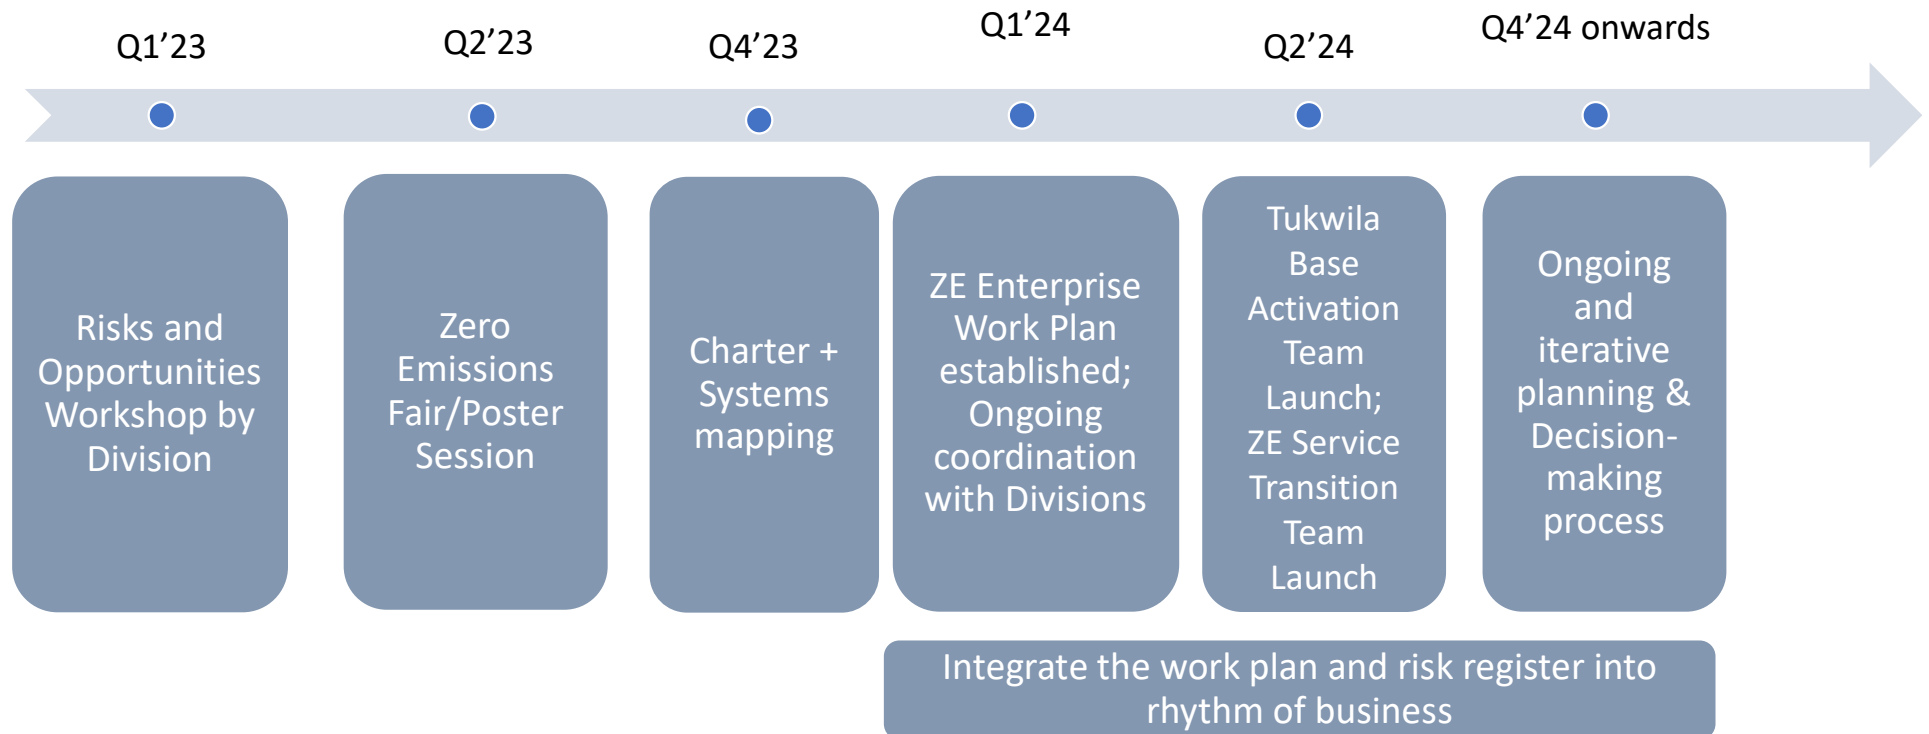 Q1’23
Q2’23
Q4’23
Q1’24
Q2’24
Q4’24 onwards
Risks and
Opportunities
Workshop by
Division
Zero
Emissions
Fair/Poster
Session
Charter +
Systems
mapping
ZE Enterprise
Work Plan
established;
Ongoing
coordination
with Divisions
Tukwila
Base
Activation
Team
Launch;
ZE Service
Transition
Team
Launch
Ongoing
and
iterative
planning &
Decision-
making
process
Integrate the work plan and risk register into
rhythm of business